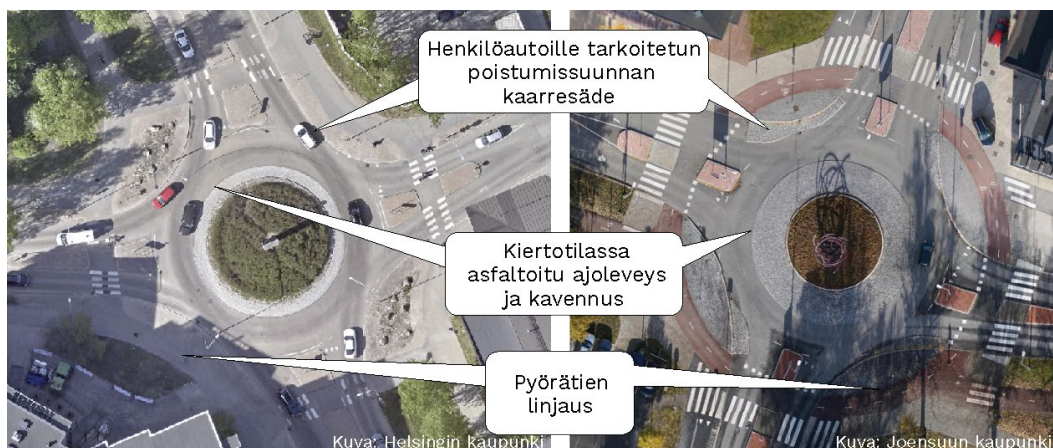 Henkilöautoille tarkoitetun
poistumissuunnan
kaarresäde
Kiertotilassa
asfaltoitu ajoleveys
ja kavennus
Pyörätien
linjaus
Kuva: Helsingin kaupunki
Kuva: Joensuun kaupunki